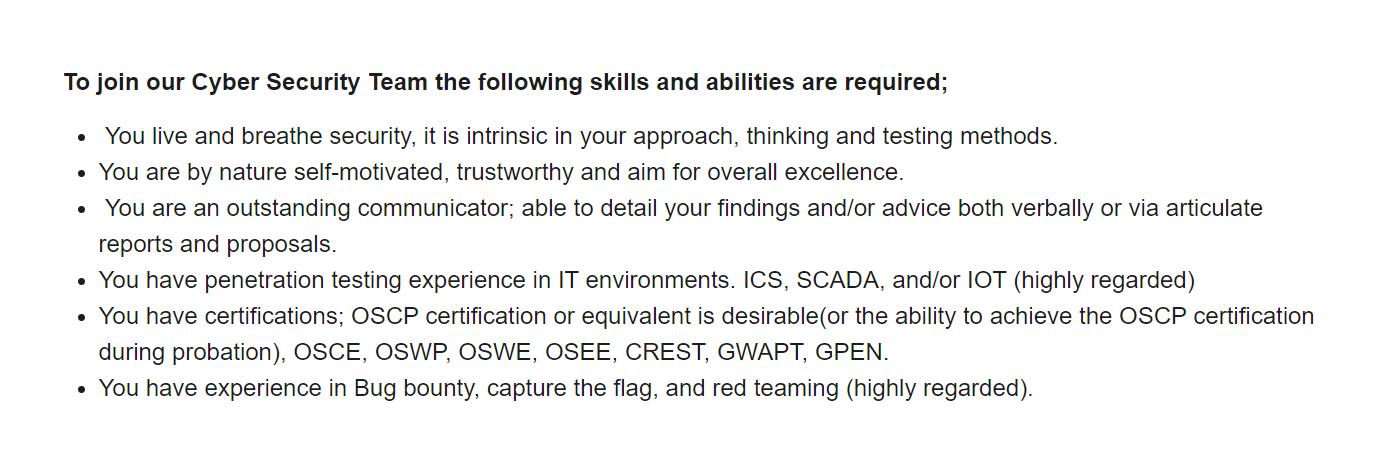 To join our Cyber Security Team the following skills and abilities are required;
• You live and breathe security, it is intrinsic in your approach, thinking and testing methods.
• You are by nature self-motivated, trustworthy and aim for overall excellence.
• You are an outstanding communicator; able to detail your findings and/or advice both verbally or via articulate
reports and proposals.
• You have penetration testing experience in IT environments. ICS, SCADA, and/or IOT (highly regarded)
• You have certifications; OSCP certification or equivalent is desirable(or the ability to achieve the OSCP certification
during probation), OSCE, OSWP, OSWE, OSEE, CREST, GWAPT, GPEN.
• You have experience in Bug bounty, capture the flag, and red teaming (highly regarded).